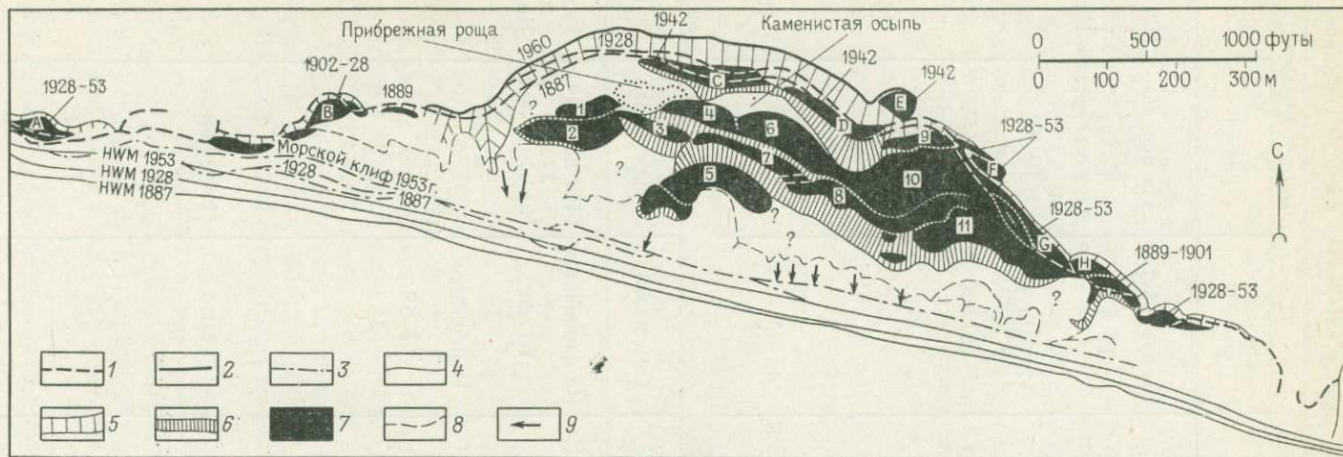 Прибрежная роща
1942
Каменистая осыпь
1960
1928
1942
1942
1887
1889
1902-28
1928-53
0 500 1000 футы
0 100 200 300 м
A
B
C
D
E
F
G
H
1
2
3
4
5
6
7
8
9
10
11
1928-53
1928-53
1889-1901
1928-53
С
Морской клиф 1953 г.
1928
1887
HWM 1953
HWM 1928
HWM 1887
?
?
?
?
?
1
2
3
4
5
6
7
8
9